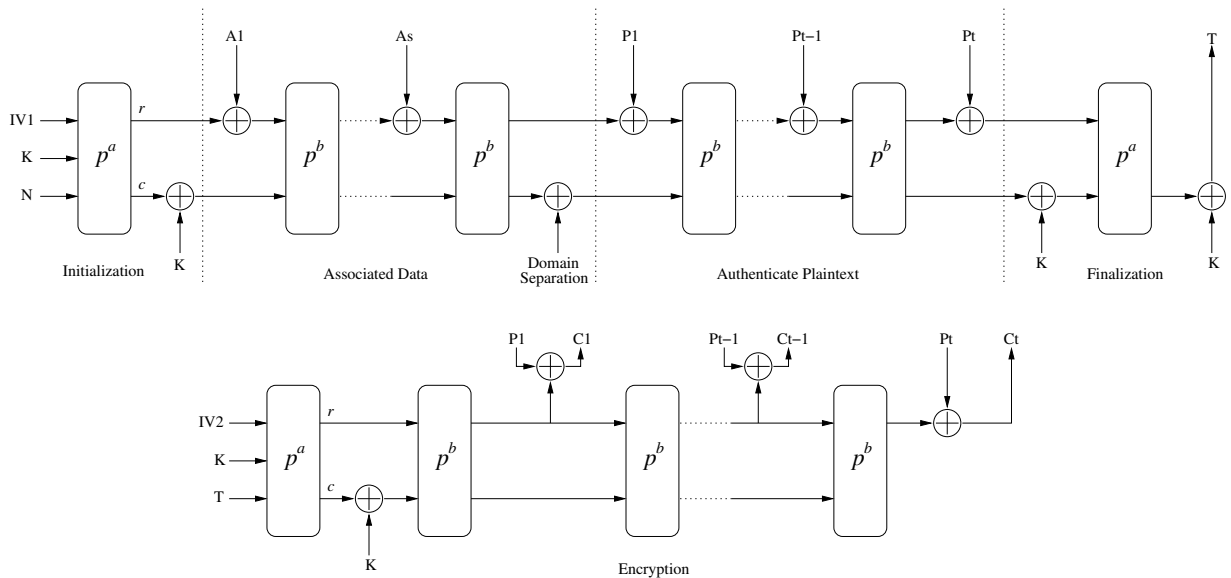 A1 As P1 Pt−1 Pt T
IV1 K N
p^a r c K
p^b p^b
p^b p^b
K p^a K
Initialization
Associated Data
Domain
Separation
Authenticate Plaintext
Finalization
P1 C1 Pt−1 Ct−1 Pt Ct
IV2 K T
p^a r c K
p^b p^b p^b
Encryption